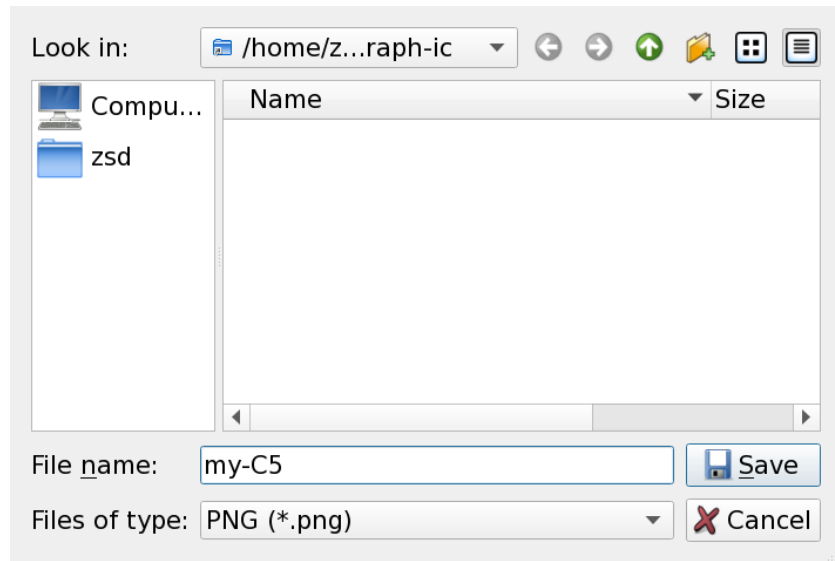 Look in: /home/z...raph-ic
Compu... Name Size
zsd
File name: my-C5 Save
Files of type: PNG (*.png) Cancel